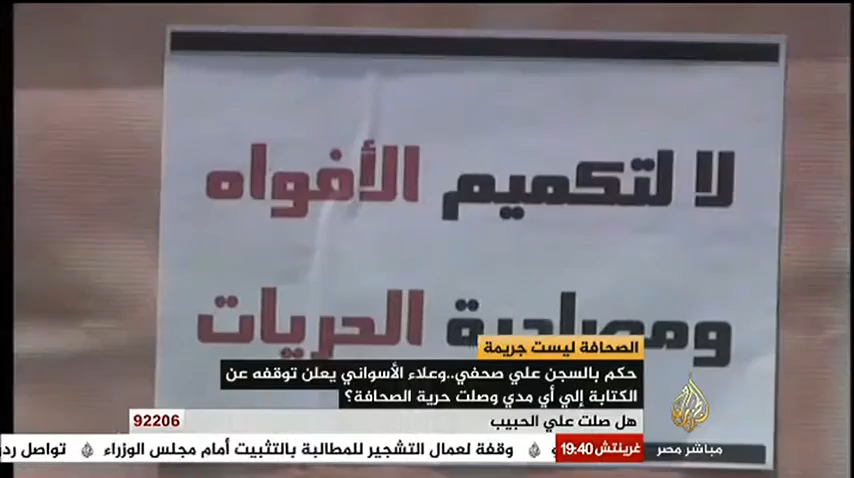 لا لتكميم الأفواه
ومصادرة الحريات
الصحافة ليست جريمة
حكم بالسجن علي صحفي..وعلاء الأسواني يعلن توقفه عن
الكتابة إلي أي مدي وصلت حرية الصحافة؟
هل صلت علي الحبيب
92206
مباشر مصر
غرينتش 19:40
وقفة لعمال التشجير للمطالبة بالتثبيت أمام مجلس الوزراء
تواصل